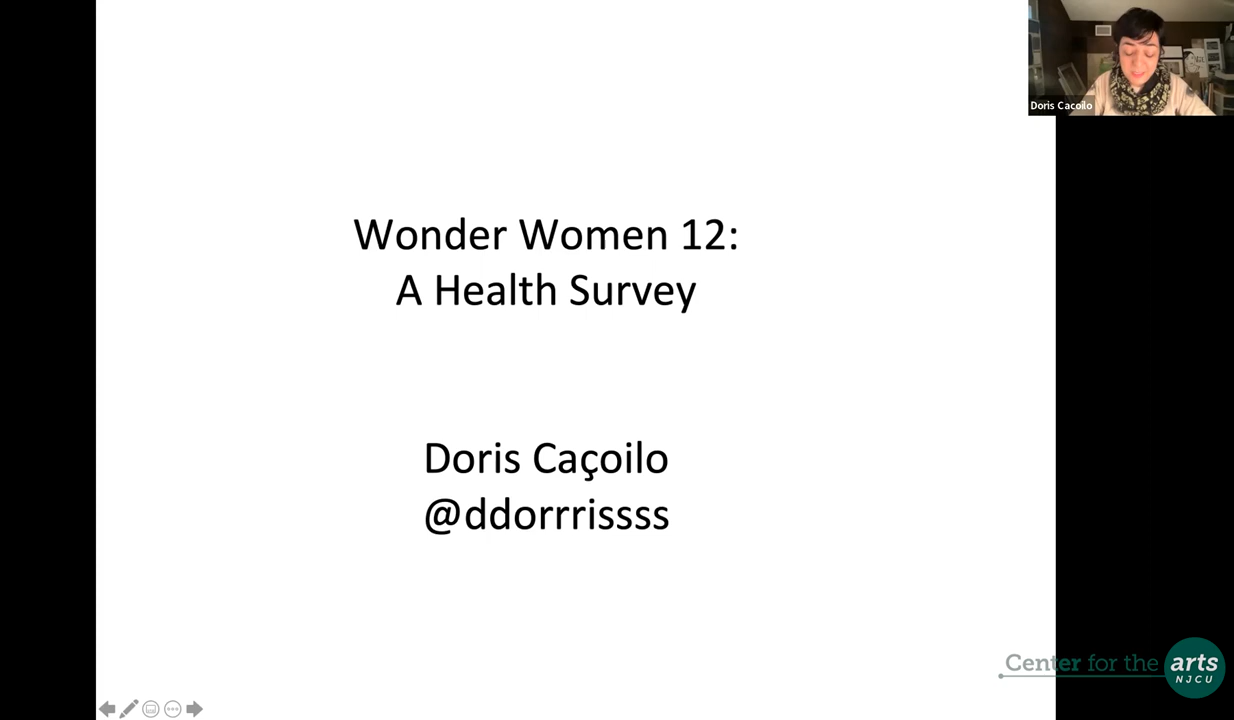 Doris Cacoilo
Wonder Women 12:
A Health Survey
Doris Caçoilo
@ddorrrissss
Center for the arts
NJCU